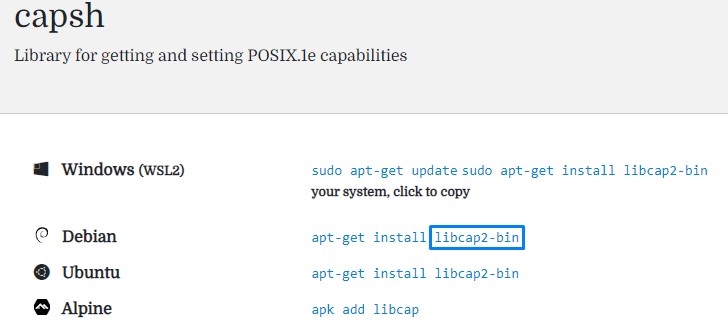 capsh
Library for getting and setting POSIX.1e capabilities
Windows (WSL2) sudo apt-get update sudo apt-get install libcap2-bin
your system, click to copy
Debian apt-get install libcap2-bin
Ubuntu apt-get install libcap2-bin
Alpine apk add libcap